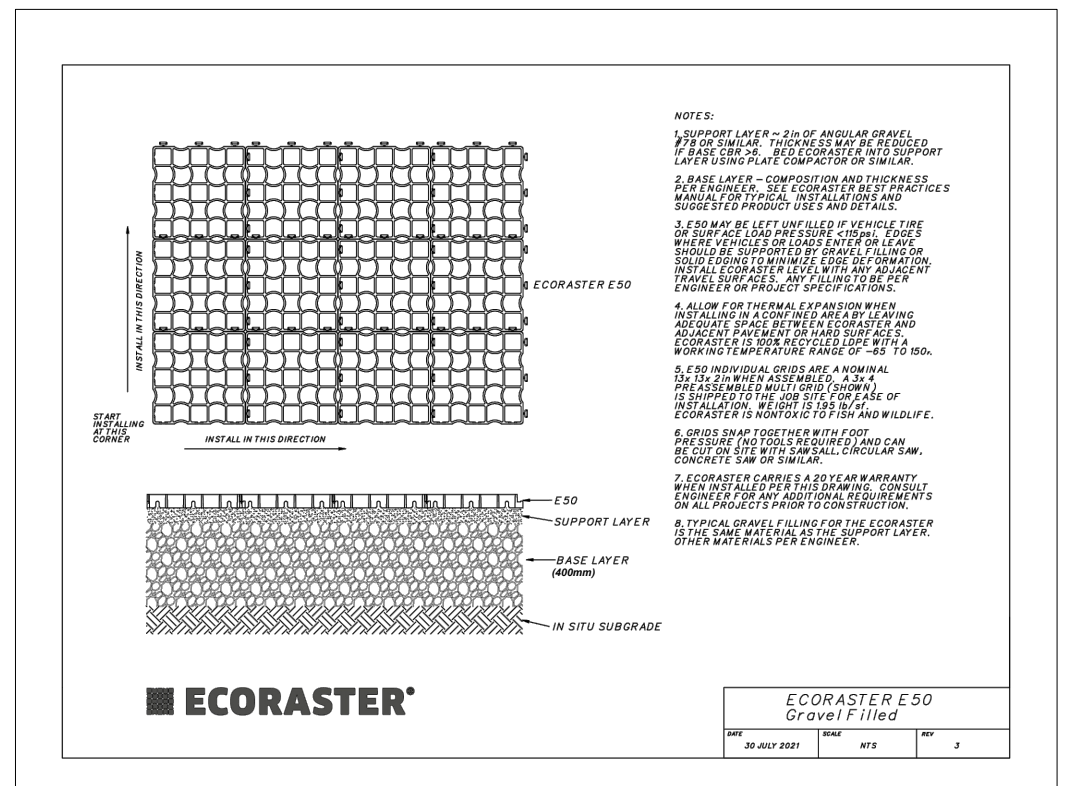 NOTES:
1. SUPPORT LAYER ~ 2in OF ANGULAR GRAVEL
#78 OR SIMILAR. THICKNESS MAY BE REDUCED
IF BASE CBR >6. BED ECORASTER INTO SUPPORT
LAYER USING PLATE COMPACTOR OR SIMILAR.
2. BASE LAYER – COMPOSITION AND THICKNESS
PER ENGINEER. SEE ECORASTER BEST PRACTICES
MANUAL FOR TYPICAL INSTALLATIONS AND
SUGGESTED PRODUCT USES AND DETAILS.
3. E50 MAY BE LEFT UNFILLED IF VEHICLE TIRE
OR SURFACE LOAD PRESSURE <115psi. EDGES
WHERE VEHICLES OR LOADS ENTER OR LEAVE
SHOULD BE SUPPORTED BY GRAVEL FILLING OR
SOLID EDGING TO MINIMIZE EDGE DEFORMATION.
INSTALL ECORASTER LEVEL WITH ANY ADJACENT
TRAVEL SURFACES. ANY FILLING TO BE PER
ENGINEER OR PROJECT SPECIFICATIONS.
4. ALLOW FOR THERMAL EXPANSION WHEN
INSTALLING IN A CONFINED AREA BY LEAVING
ADEQUATE SPACE BETWEEN ECORASTER AND
ADJACENT PAVEMENT OR HARD SURFACES.
ECORASTER IS 100% RECYCLED LDPE WITH A
WORKING TEMPERATURE RANGE OF –65 TO 150F.
5. E50 INDIVIDUAL GRIDS ARE A NOMINAL
13x 13x 2in WHEN ASSEMBLED. A 3x 4
PREASSEMBLED MULTI GRID (SHOWN)
IS SHIPPED TO THE JOB SITE FOR EASE OF
INSTALLATION. WEIGHT IS 1.95 lb/sf.
ECORASTER IS NONTOXIC TO FISH AND WILDLIFE.
6. GRIDS SNAP TOGETHER WITH FOOT
PRESSURE (NO TOOLS REQUIRED) AND CAN
BE CUT ON SITE WITH SAWSALL, CIRCULAR SAW,
CONCRETE SAW OR SIMILAR.
7. ECORASTER CARRIES A 20 YEAR WARRANTY
WHEN INSTALLED PER THIS DRAWING. CONSULT
ENGINEER FOR ANY ADDITIONAL REQUIREMENTS
ON ALL PROJECTS PRIOR TO CONSTRUCTION.
8. TYPICAL GRAVEL FILLING FOR THE ECORASTER
IS THE SAME MATERIAL AS THE SUPPORT LAYER.
OTHER MATERIALS PER ENGINEER.
ECORASTER E50
INSTALL IN THIS DIRECTION
START
INSTALLING
AT THIS
CORNER
INSTALL IN THIS DIRECTION
E50
SUPPORT LAYER
BASE LAYER
(400mm)
IN SITU SUBGRADE
ECORASTER®
ECORASTER E50
Gravel Filled
DATE
30 JULY 2021
SCALE
NTS
REV
3